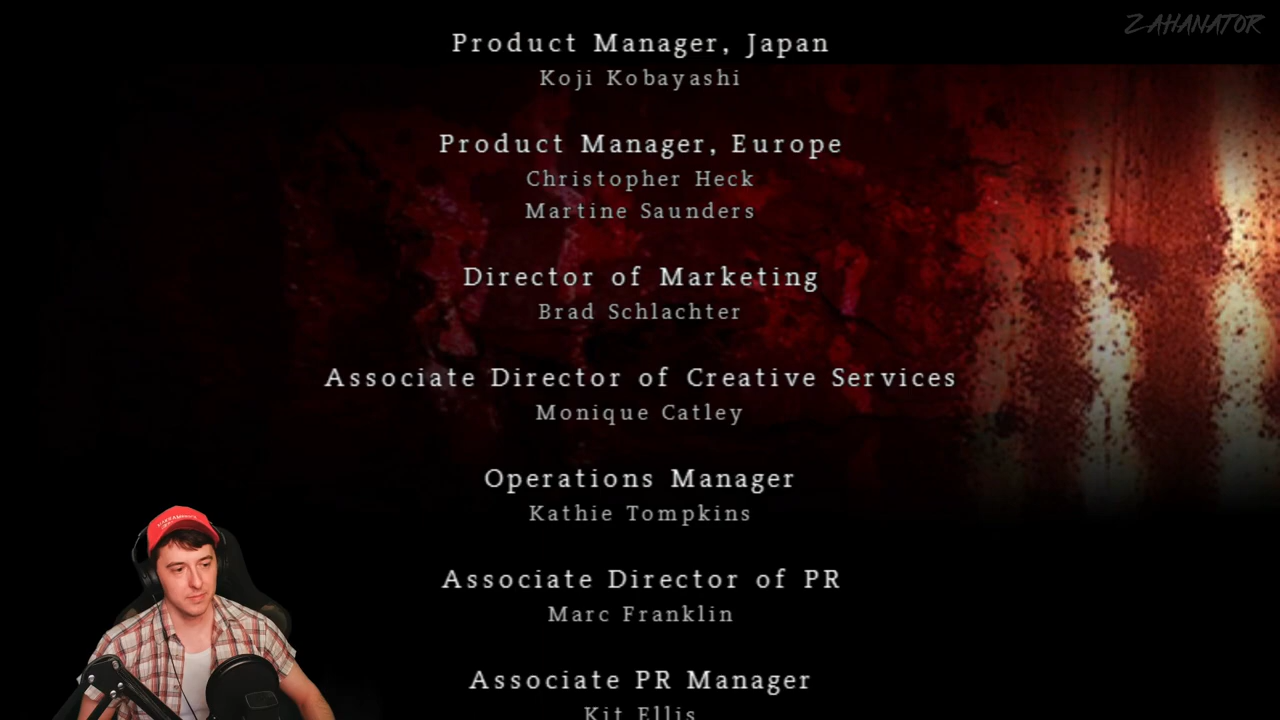 ZAHANATOR
Product Manager, Japan
Koji Kobayashi
Product Manager, Europe
Christopher Heck
Martine Saunders
Director of Marketing
Brad Schlachter
Associate Director of Creative Services
Monique Catley
Operations Manager
Kathie Tompkins
Associate Director of PR
Marc Franklin
Associate PR Manager
Kit Ellis